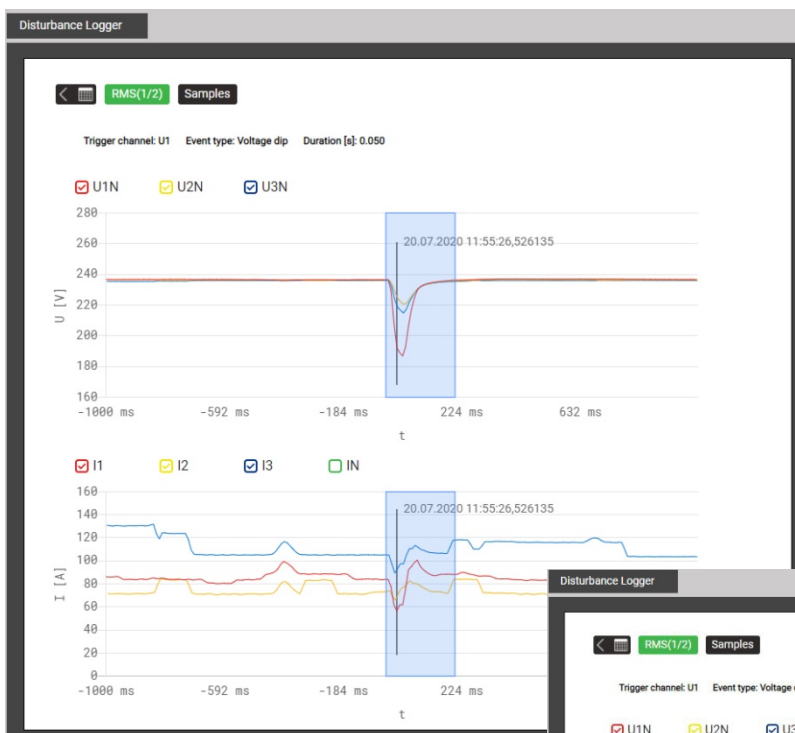 Disturbance Logger
RMS(1/2) Samples
Trigger channel: U1 Event type: Voltage dip Duration [s]: 0.050
U1N U2N U3N
280
260
240
220
200
180
160
U [V]
20.07.2020 11:55:26,526135
-1000 ms -592 ms -184 ms 224 ms 632 ms
t
I1 I2 I3 IN
160
140
120
100
80
60
40
20
0
I [A]
20.07.2020 11:55:26,526135
-1000 ms -592 ms -184 ms 224 ms
t
Disturbance Logger
RMS(1/2) Samples
Trigger channel: U1 Event type: Voltage
U1N U2N U3